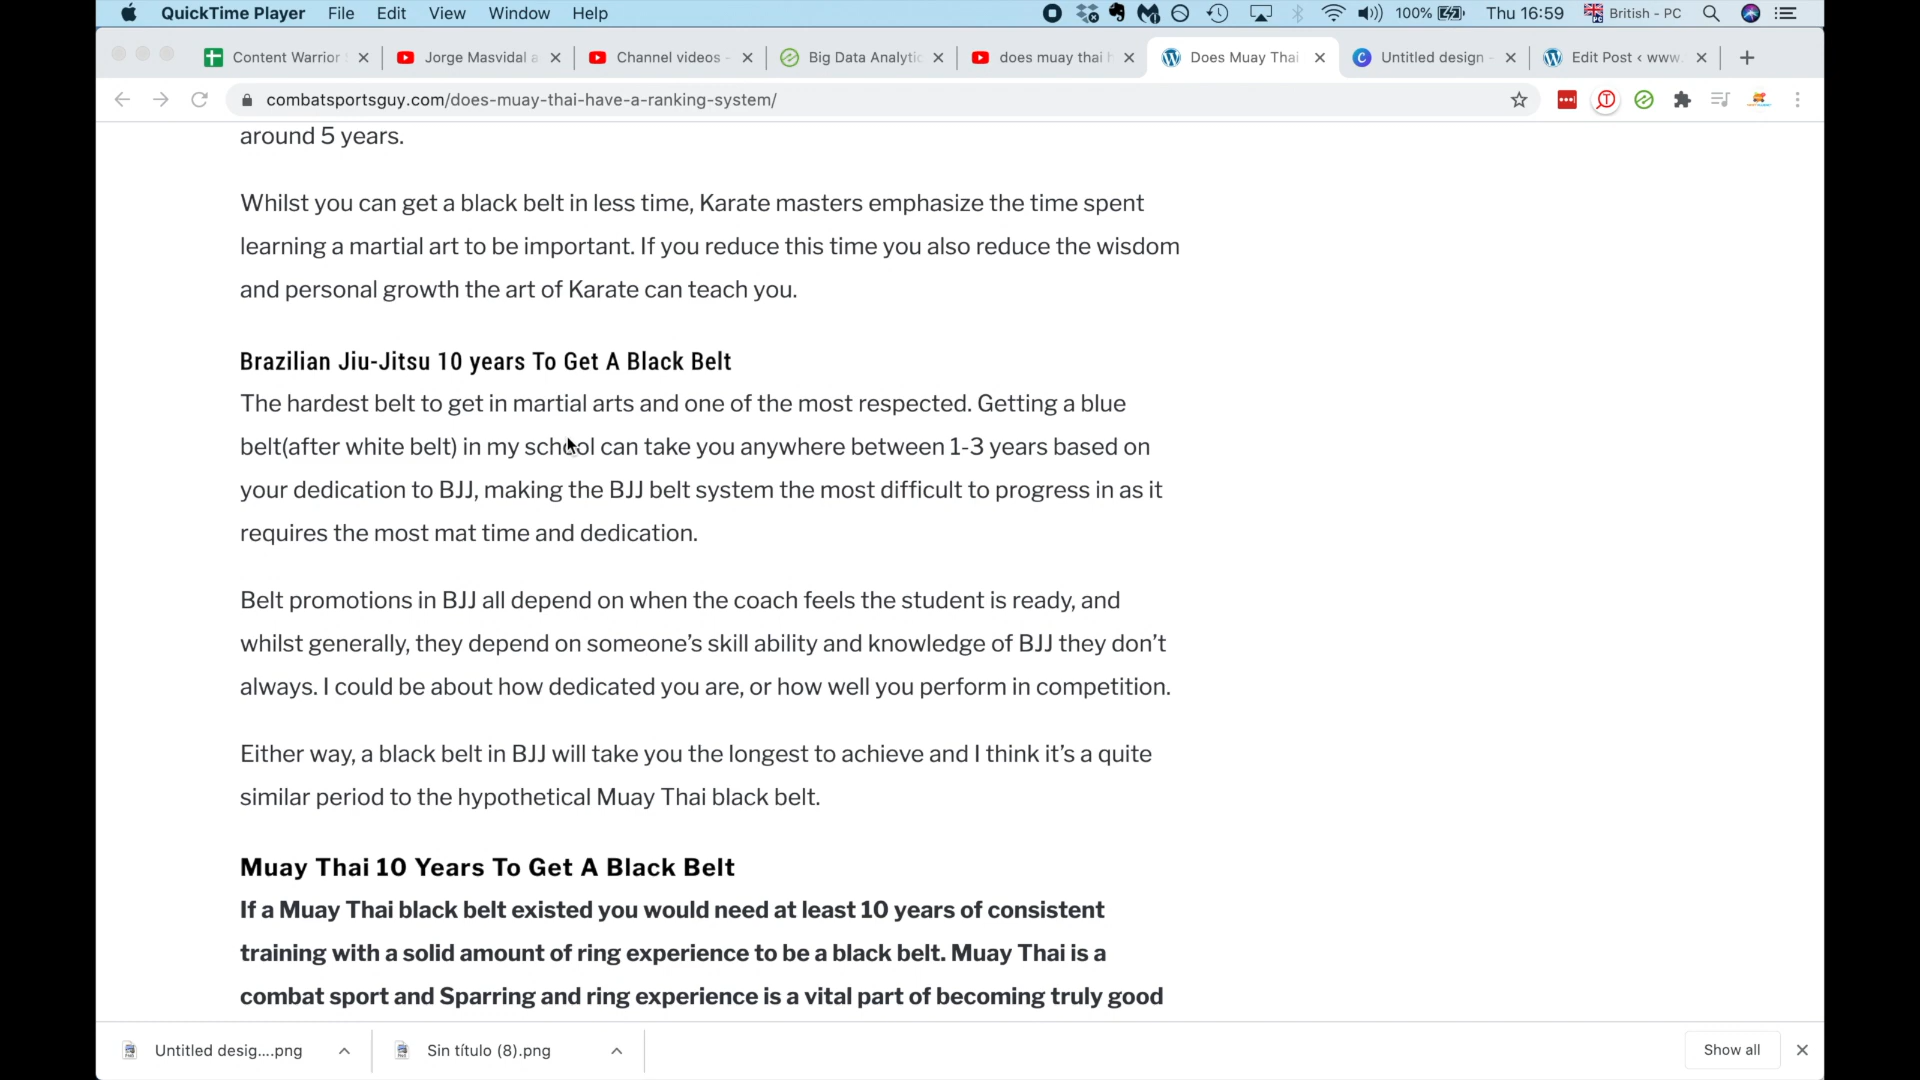 QuickTime Player File Edit View Window Help 100% Thu 16:59 British - PC
Content Warrior Jorge Masvidal a Channel videos - Big Data Analytic does muay thai h Does Muay Thai Untitled design - Edit Post ‹ www.
combatsportsguy.com/does-muay-thai-have-a-ranking-system/
around 5 years.
Whilst you can get a black belt in less time, Karate masters emphasize the time spent
learning a martial art to be important. If you reduce this time you also reduce the wisdom
and personal growth the art of Karate can teach you.
Brazilian Jiu-Jitsu 10 years To Get A Black Belt
The hardest belt to get in martial arts and one of the most respected. Getting a blue
belt(after white belt) in my school can take you anywhere between 1-3 years based on
your dedication to BJJ, making the BJJ belt system the most difficult to progress in as it
requires the most mat time and dedication.
Belt promotions in BJJ all depend on when the coach feels the student is ready, and
whilst generally, they depend on someone's skill ability and knowledge of BJJ they don't
always. I could be about how dedicated you are, or how well you perform in competition.
Either way, a black belt in BJJ will take you the longest to achieve and I think it's a quite
similar period to the hypothetical Muay Thai black belt.
Muay Thai 10 Years To Get A Black Belt
If a Muay Thai black belt existed you would need at least 10 years of consistent
training with a solid amount of ring experience to be a black belt. Muay Thai is a
combat sport and Sparring and ring experience is a vital part of becoming truly good
Untitled desig....png Sin título (8).png Show all